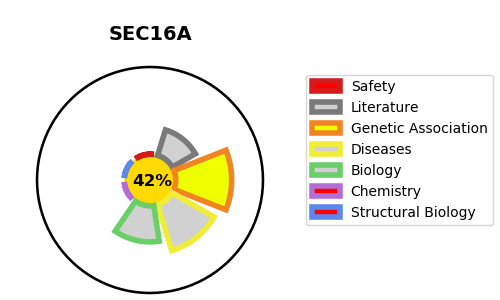 SEC16A
42%
Safety
Literature
Genetic Association
Diseases
Biology
Chemistry
Structural Biology